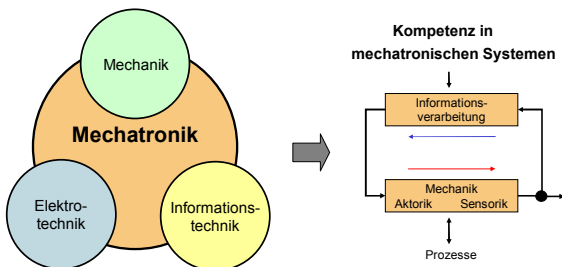 Mechanik
Mechatronik
Elektro-
technik
Informations-
technik
Kompetenz in
mechatronischen Systemen
Informations-
verarbeitung
Mechanik
Aktorik Sensorik
Prozesse